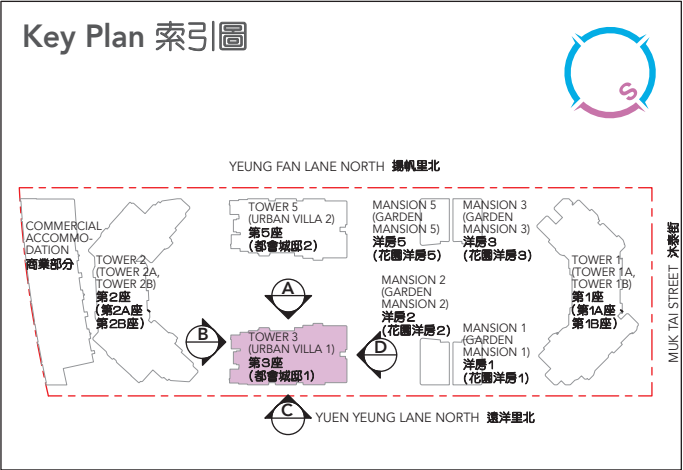 Key Plan 索引圖
S
YEUNG FAN LANE NORTH 揚帆里北
COMMERCIAL
ACCOMMO-
DATION
商業部分
TOWER 2
(TOWER 2A,
TOWER 2B)
第2座
(第2A座、
第2B座)
TOWER 5
(URBAN VILLA 2)
第5座
(都會城邸2)
MANSION 5
(GARDEN
MANSION 5)
洋房5
(花園洋房5)
MANSION 3
(GARDEN
MANSION 3)
洋房3
(花園洋房3)
TOWER 1
(TOWER 1A,
TOWER 1B)
第1座
(第1A座、
第1B座)
MUK TAI STREET 沐泰街
A
B
TOWER 3
(URBAN VILLA 1)
第3座
(都會城邸1)
D
MANSION 2
(GARDEN
MANSION 2)
洋房2
(花園洋房2)
MANSION 1
(GARDEN
MANSION 1)
洋房1
(花園洋房1)
C
YUEN YEUNG LANE NORTH 遠洋里北